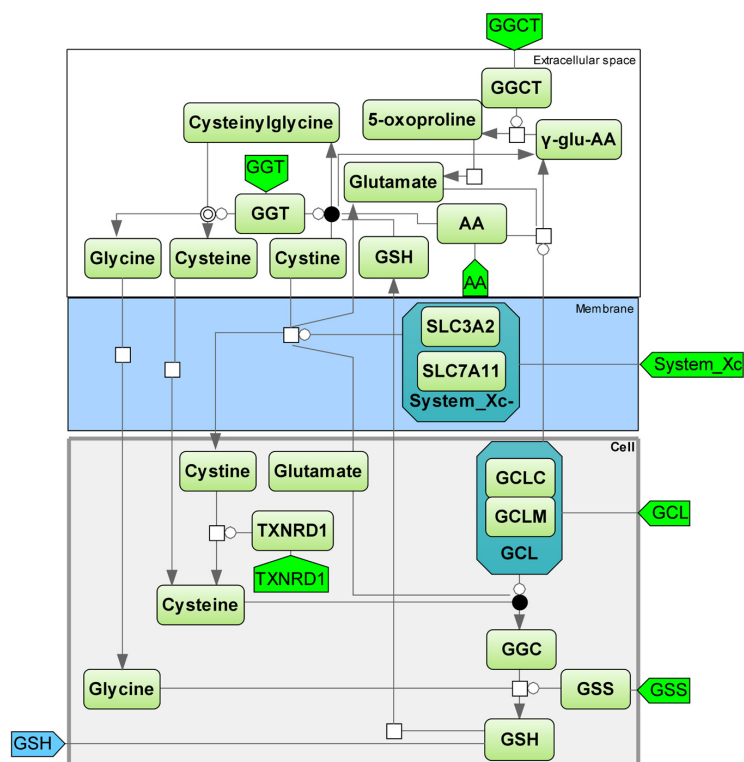 GGCT
Extracellular space
GGCT
Cysteinylglycine
5-oxoproline
γ-glu-AA
GGT
Glutamate
GGT
AA
Glycine
Cysteine
Cystine
GSH
AA
Membrane
SLC3A2
SLC7A11
System_Xc-
System_Xc
Cell
Cystine
Glutamate
GCLC
GCLM
GCL
GCL
TXNRD1
TXNRD1
Cysteine
GGC
Glycine
GSS
GSS
GSH
GSH